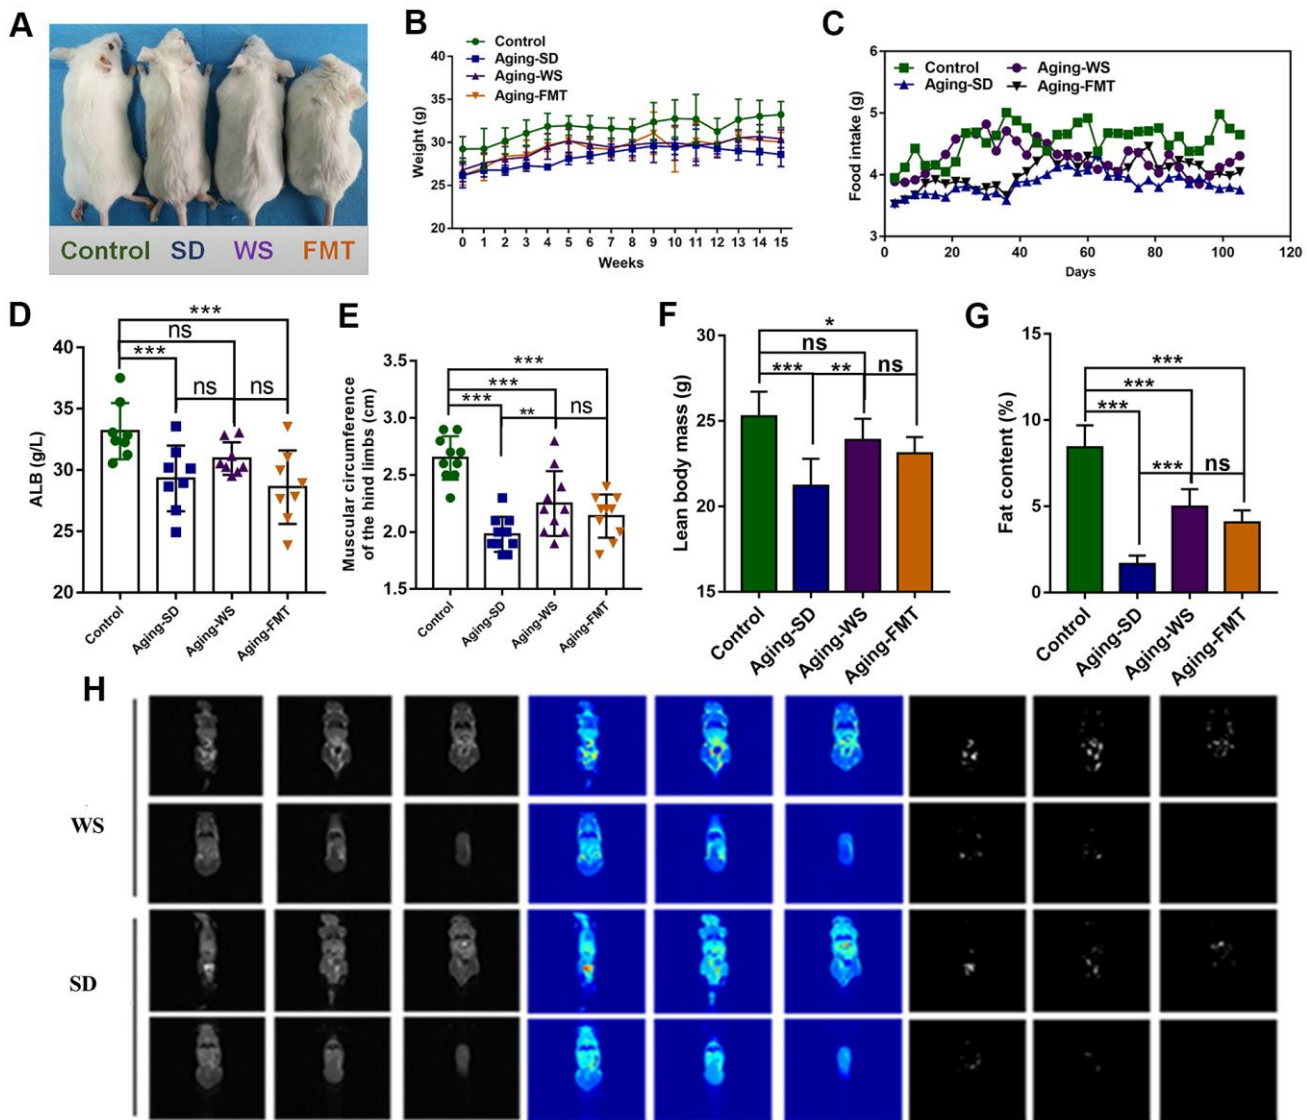 A
Control SD WS FMT
B
Control
Aging-SD
Aging-WS
Aging-FMT
Weight (g)
40
35
30
25
20
0 1 2 3 4 5 6 7 8 9 10 11 12 13 14 15
Weeks
C
Control
Aging-SD
Aging-WS
Aging-FMT
Food intake (g)
6
5
4
3
0 20 40 60 80 100 120
Days
D
***
ns
***
ns
ns
ALB (g/L)
40
35
30
25
20
Control
Aging-SD
Aging-WS
Aging-FMT
E
***
***
***
**
ns
Muscular circumference
of the hind limbs (cm)
3.5
3.0
2.5
2.0
1.5
Control
Aging-SD
Aging-WS
Aging-FMT
F
*
ns
***
**
ns
Lean body mass (g)
30
25
20
15
Control
Aging-SD
Aging-WS
Aging-FMT
G
***
***
***
***
ns
Fat content (%)
15
10
5
0
Control
Aging-SD
Aging-WS
Aging-FMT
H
WS
SD